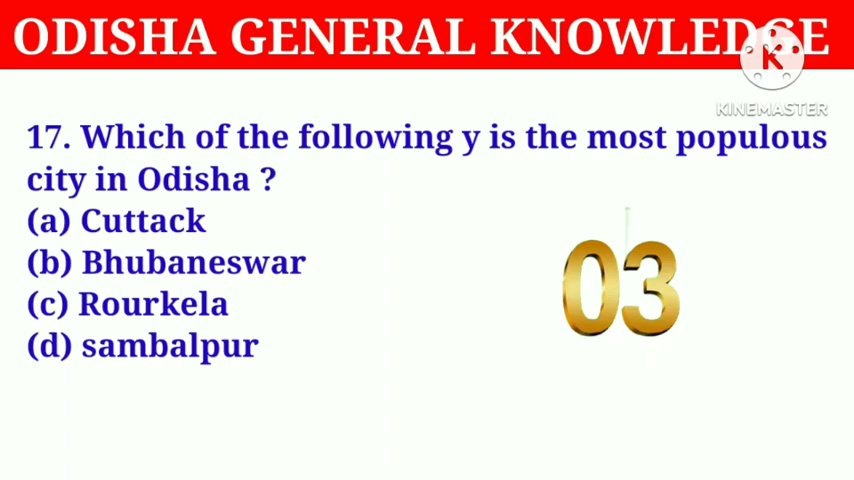 ODISHA GENERAL KNOWLEDGE
K
KINEMASTER
17. Which of the following y is the most populous
city in Odisha ?
(a) Cuttack
(b) Bhubaneswar
(c) Rourkela
(d) sambalpur
03